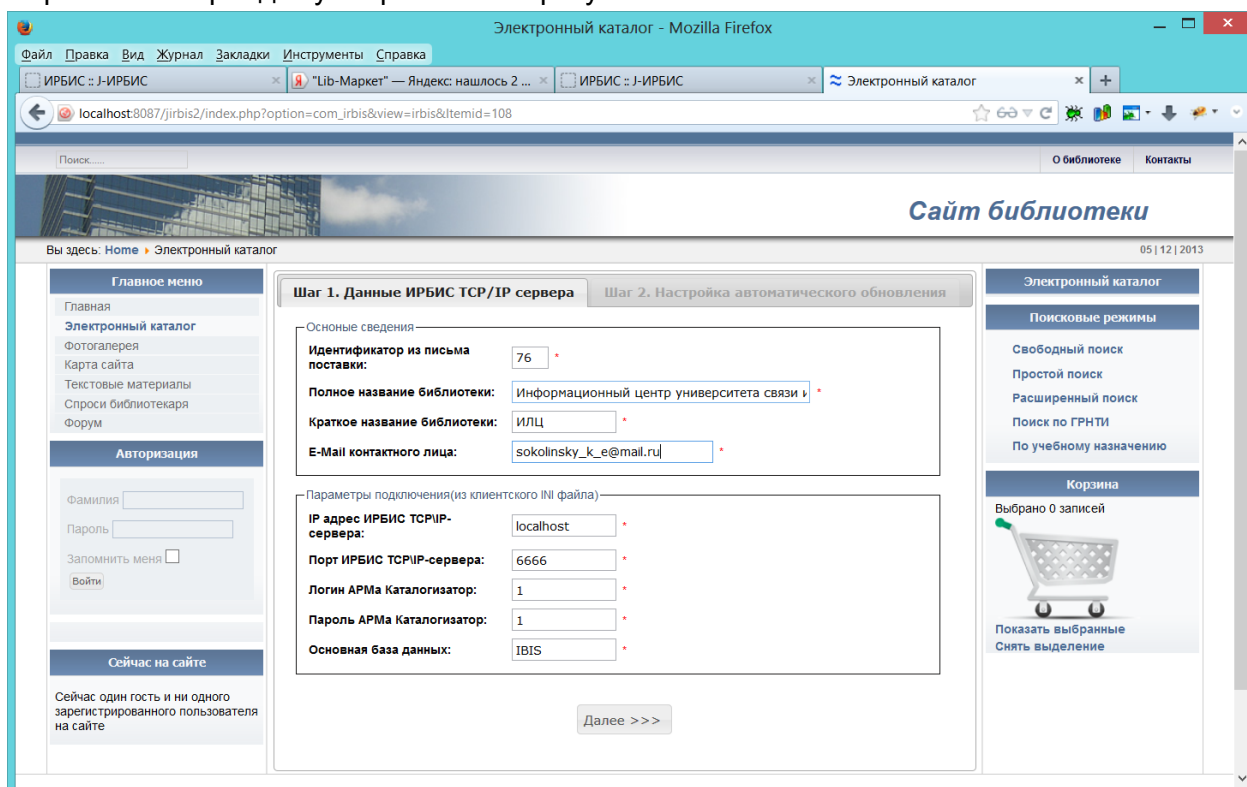 Электронный каталог - Mozilla Firefox
Файл Правка Вид Журнал Закладки Инструменты Справка
ИРБИС :: J-ИРБИС
"Lib-Маркет" — Яндекс: нашлось 2 ...
ИРБИС :: J-ИРБИС
Электронный каталог
localhost:8087/jirbis2/index.php?option=com_irbis&view=irbis&Itemid=108
Поиск.....
О библиотеке Контакты
Сайт библиотеки
Вы здесь: Home Электронный каталог
05 | 12 | 2013
Главное меню
Главная
Электронный каталог
Фотогалерея
Карта сайта
Текстовые материалы
Спроси библиотекаря
Форум
Авторизация
Фамилия
Пароль
Запомнить меня
Войти
Сейчас на сайте
Сейчас один гость и ни одного
зарегистрированного пользователя
на сайте
Шаг 1. Данные ИРБИС TCP/IP сервера
Шаг 2. Настройка автоматического обновления
Осноные сведения
Идентификатор из письма
поставки: 76 *
Полное название библиотеки: Информационный центр университета связи и *
Краткое название библиотеки: ИЛЦ *
E-Mail контактного лица: sokolinsky_k_e@mail.ru *
Параметры подключения(из клиентского INI файла)
IP адрес ИРБИС TCP\IP-
сервера: localhost *
Порт ИРБИС TCP\IP-сервера: 6666 *
Логин АРМа Каталогизатор: 1 *
Пароль АРМа Каталогизатор: 1 *
Основная база данных: IBIS *
Далее >>>
Электронный каталог
Поисковые режимы
Свободный поиск
Простой поиск
Расширенный поиск
Поиск по ГРНТИ
По учебному назначению
Корзина
Выбрано 0 записей
Показать выбранные
Снять выделение